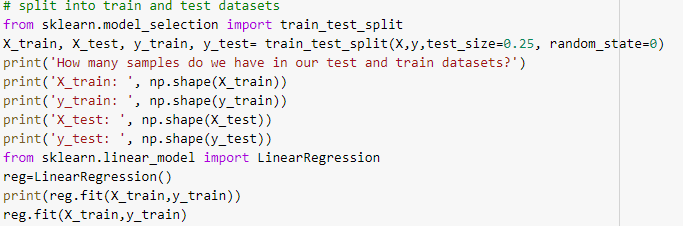 # split into train and test datasets
from sklearn.model_selection import train_test_split
X_train, X_test, y_train, y_test= train_test_split(X,y,test_size=0.25, random_state=0)
print('How many samples do we have in our test and train datasets?')
print('X_train: ', np.shape(X_train))
print('y_train: ', np.shape(y_train))
print('X_test: ', np.shape(X_test))
print('y_test: ', np.shape(y_test))
from sklearn.linear_model import LinearRegression
reg=LinearRegression()
print(reg.fit(X_train,y_train))
reg.fit(X_train,y_train)